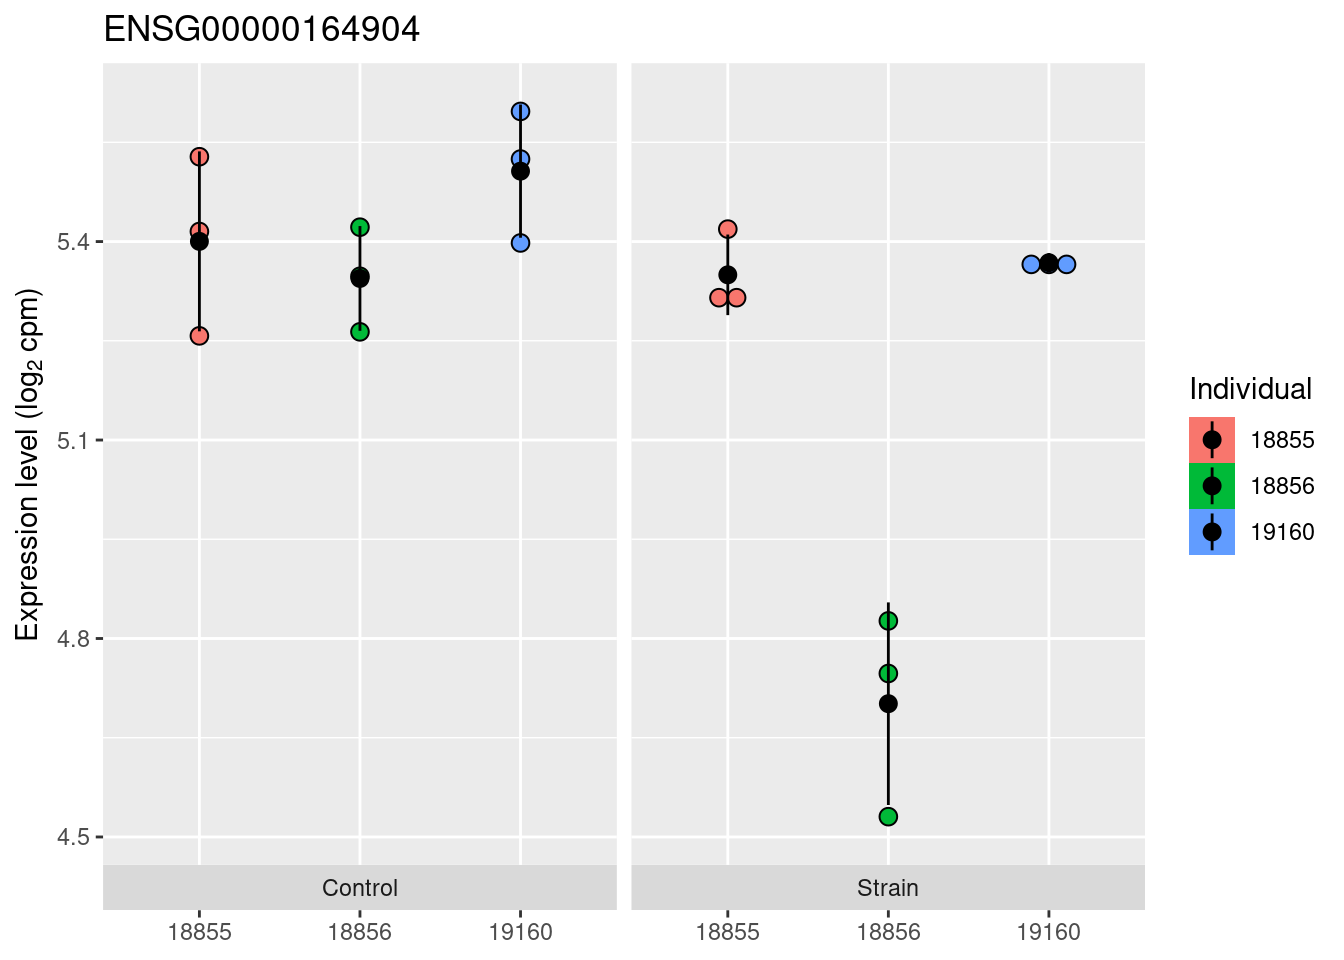 ENSG00000164904
Expression level (log₂ cpm)
5.4
5.1
4.8
4.5
Control
Strain
18855
18856
19160
18855
18856
19160
Individual
18855
18856
19160